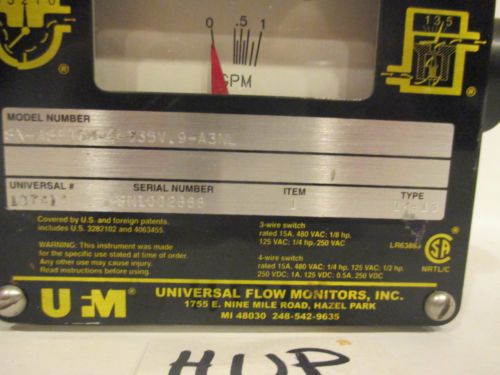 0 .5 1
GPM
MODEL NUMBER
UNIVERSAL # SERIAL NUMBER ITEM TYPE
Covered by U.S. and foreign patents.
includes U.S. 3282102 and 4063455.
WARNING: This instrument was made
for the specific use stated at time of order.
Any other use may cause injury.
Read instructions before using.
3-wire switch
rated 15A, 480 VAC; 1/8 hp.
125 VAC; 1/4 hp. 250 VAC
4-wire switch
rated 15A, 480 VAC; 1/4 hp. 125 VAC; 1/2 hp.
250 VDC; 1A, 125 VDC; 0.5A, 250 VDC
SA
NRTL/C
UFM
UNIVERSAL FLOW MONITORS, INC.
1755 E. NINE MILE ROAD, HAZEL PARK
MI 48030 248-542-9635
HUP